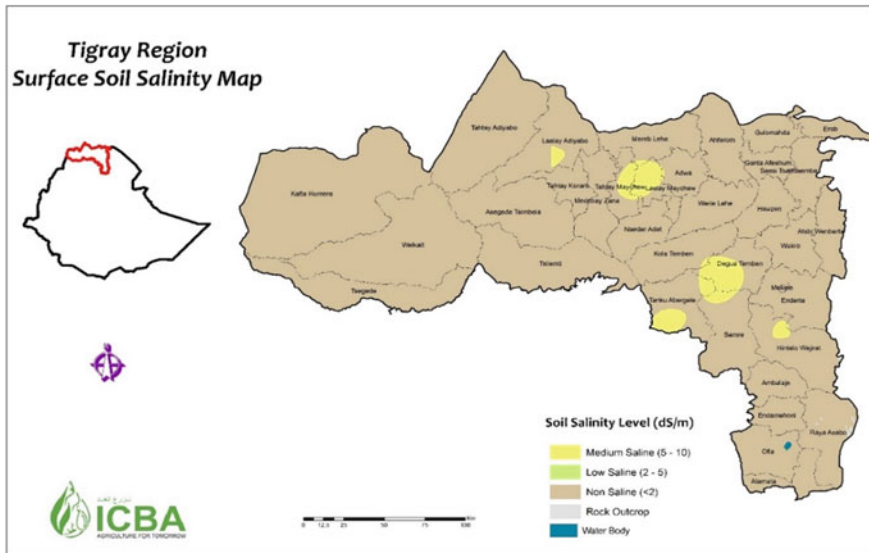 Tigray Region
Surface Soil Salinity Map
Tahtay Adiyabo
Laelay Adiyabo
Mereb Lehe
Ahferom
Gulomahda
Erob
Kafta Humera
Adwa
Ganta Afeshum
Tahtay Koraro
Tahtay Maychew
Laelay Maychew
Medebay Zana
Asegede Tsimbela
Werie Lehe
Hawzen
Naeder Adet
Atsbi Wenberta
Welkait
Kola Temben
Wukro
Tselemti
Degua Temben
Tsegede
Tanku Abergele
Enderta
Samre
Hintalo Wajirat
Ambalaje
Endamehoni
Raya Azebo
Ofla
Alamata
Soil Salinity Level (dS/m)
Medium Saline (5 - 10)
Low Saline (2 - 5)
Non Saline (<2)
Rock Outcrop
Water Body
ICBA
AGRICULTURE FOR TOMORROW
0 12.5 25 50 75 100